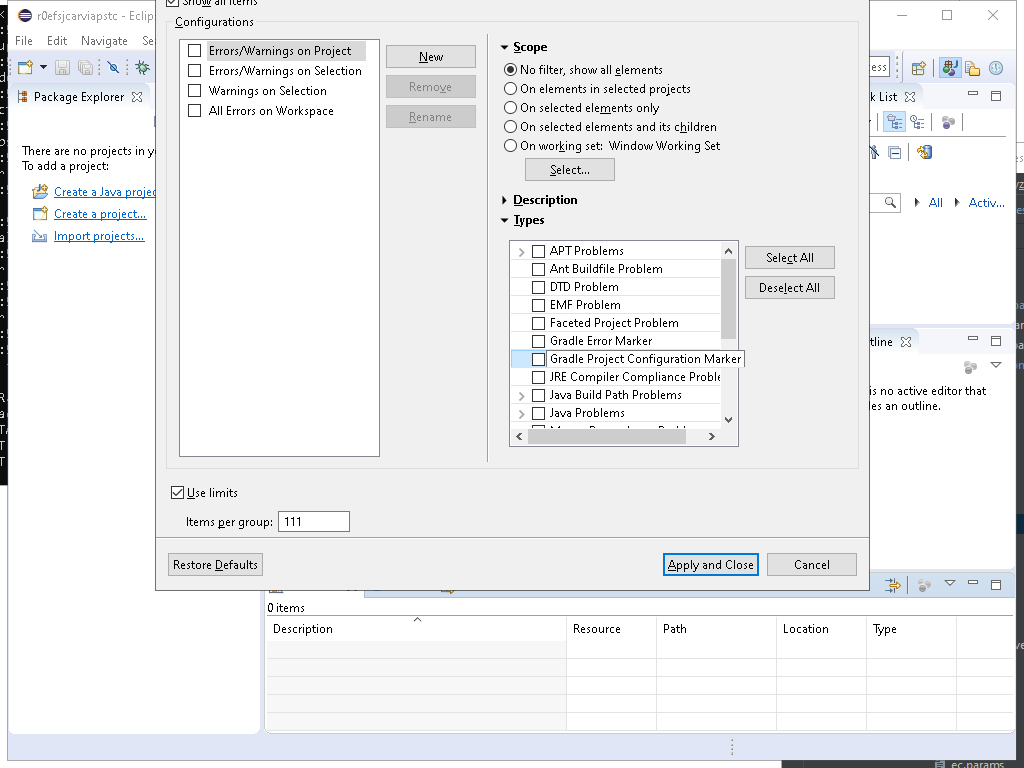 r0efsjcarviapstc - Eclip
Show all items
File Edit Navigate Se
Package Explorer
There are no projects in y
To add a project:
Create a Java projec
Create a project...
Import projects...
Configurations
Errors/Warnings on Project
Errors/Warnings on Selection
Warnings on Selection
All Errors on Workspace
New
Remove
Rename
Scope
No filter, show all elements
On elements in selected projects
On selected elements only
On selected elements and its children
On working set: Window Working Set
Select...
Description
Types
APT Problems
Ant Buildfile Problem
DTD Problem
EMF Problem
Faceted Project Problem
Gradle Error Marker
Gradle Project Configuration Marker
JRE Compiler Compliance Proble
Java Build Path Problems
Java Problems
Select All
Deselect All
Use limits
Items per group: 111
Restore Defaults
Apply and Close
Cancel
ess
k List
All
Activ...
tline
is no active editor that
des an outline.
0 items
Description Resource Path Location Type
ec.params